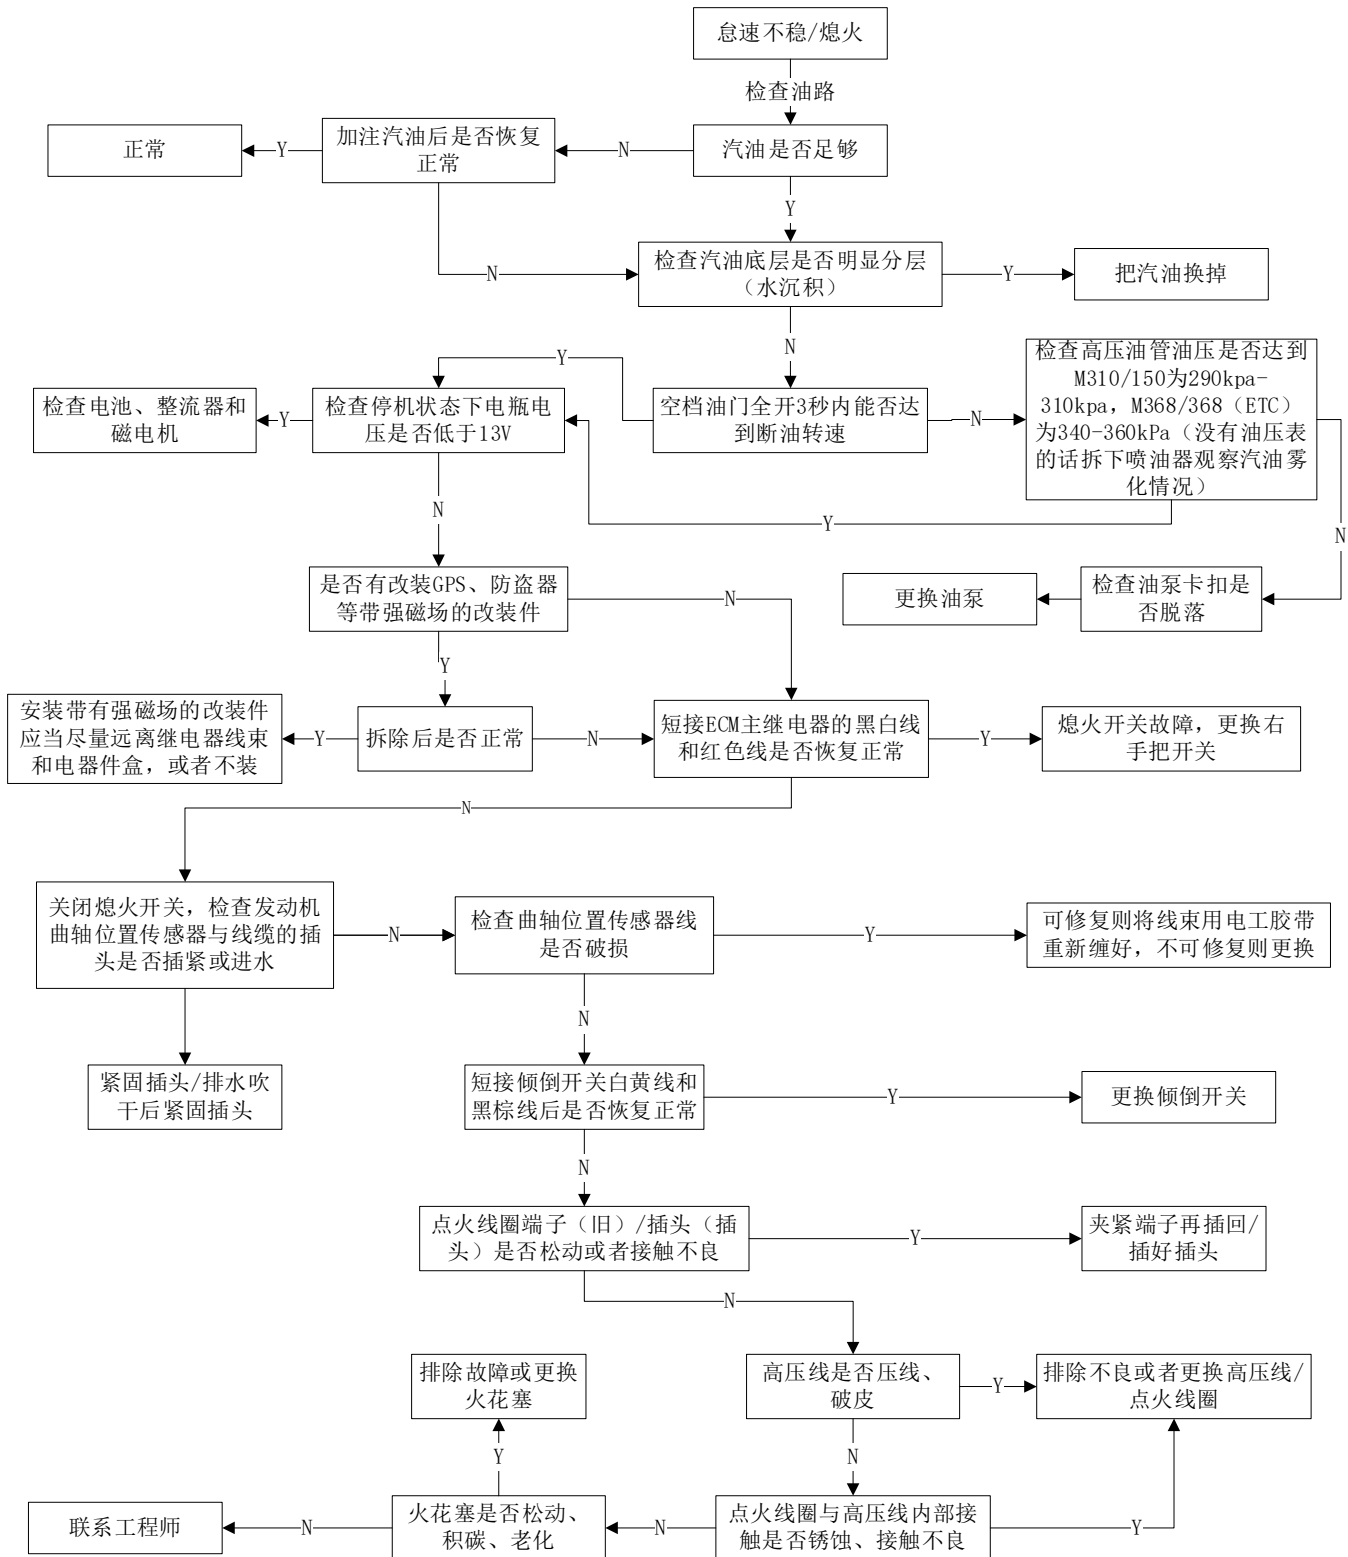 怠速不稳/熄火
检查油路
正常
Y
加注汽油后是否恢复
正常
N
汽油是否足够
Y
N
检查汽油底层是否明显分层
（水沉积）
Y
把汽油换掉
N
Y
检查电池、整流器和
磁电机
Y
检查停机状态下电瓶电
压是否低于13V
空档油门全开3秒内能否达
到断油转速
N
检查高压油管油压是否达到
M310/150为290kpa-
310kpa，M368/368（ETC）
为340-360kPa（没有油压表
的话拆下喷油器观察汽油雾
化情况）
N
Y
N
是否有改装GPS、防盗器
等带强磁场的改装件
N
更换油泵
检查油泵卡扣是
否脱落
Y
安装带有强磁场的改装件
应当尽量远离继电器线束
和电器件盒，或者不装
Y
拆除后是否正常
N
短接ECM主继电器的黑白线
和红色线是否恢复正常
Y
熄火开关故障，更换右
手把开关
N
关闭熄火开关，检查发动机
曲轴位置传感器与线缆的插
头是否插紧或进水
N
检查曲轴位置传感器线
是否破损
Y
可修复则将线束用电工胶带
重新缠好，不可修复则更换
N
紧固插头/排水吹
干后紧固插头
短接倾倒开关白黄线和
黑棕线后是否恢复正常
Y
更换倾倒开关
N
点火线圈端子（旧）/插头（插
头）是否松动或者接触不良
Y
夹紧端子再插回/
插好插头
N
排除故障或更换
火花塞
高压线是否压线、
破皮
Y
排除不良或者更换高压线/
点火线圈
Y
N
联系工程师
N
火花塞是否松动、
积碳、老化
N
点火线圈与高压线内部接
触是否锈蚀、接触不良
Y